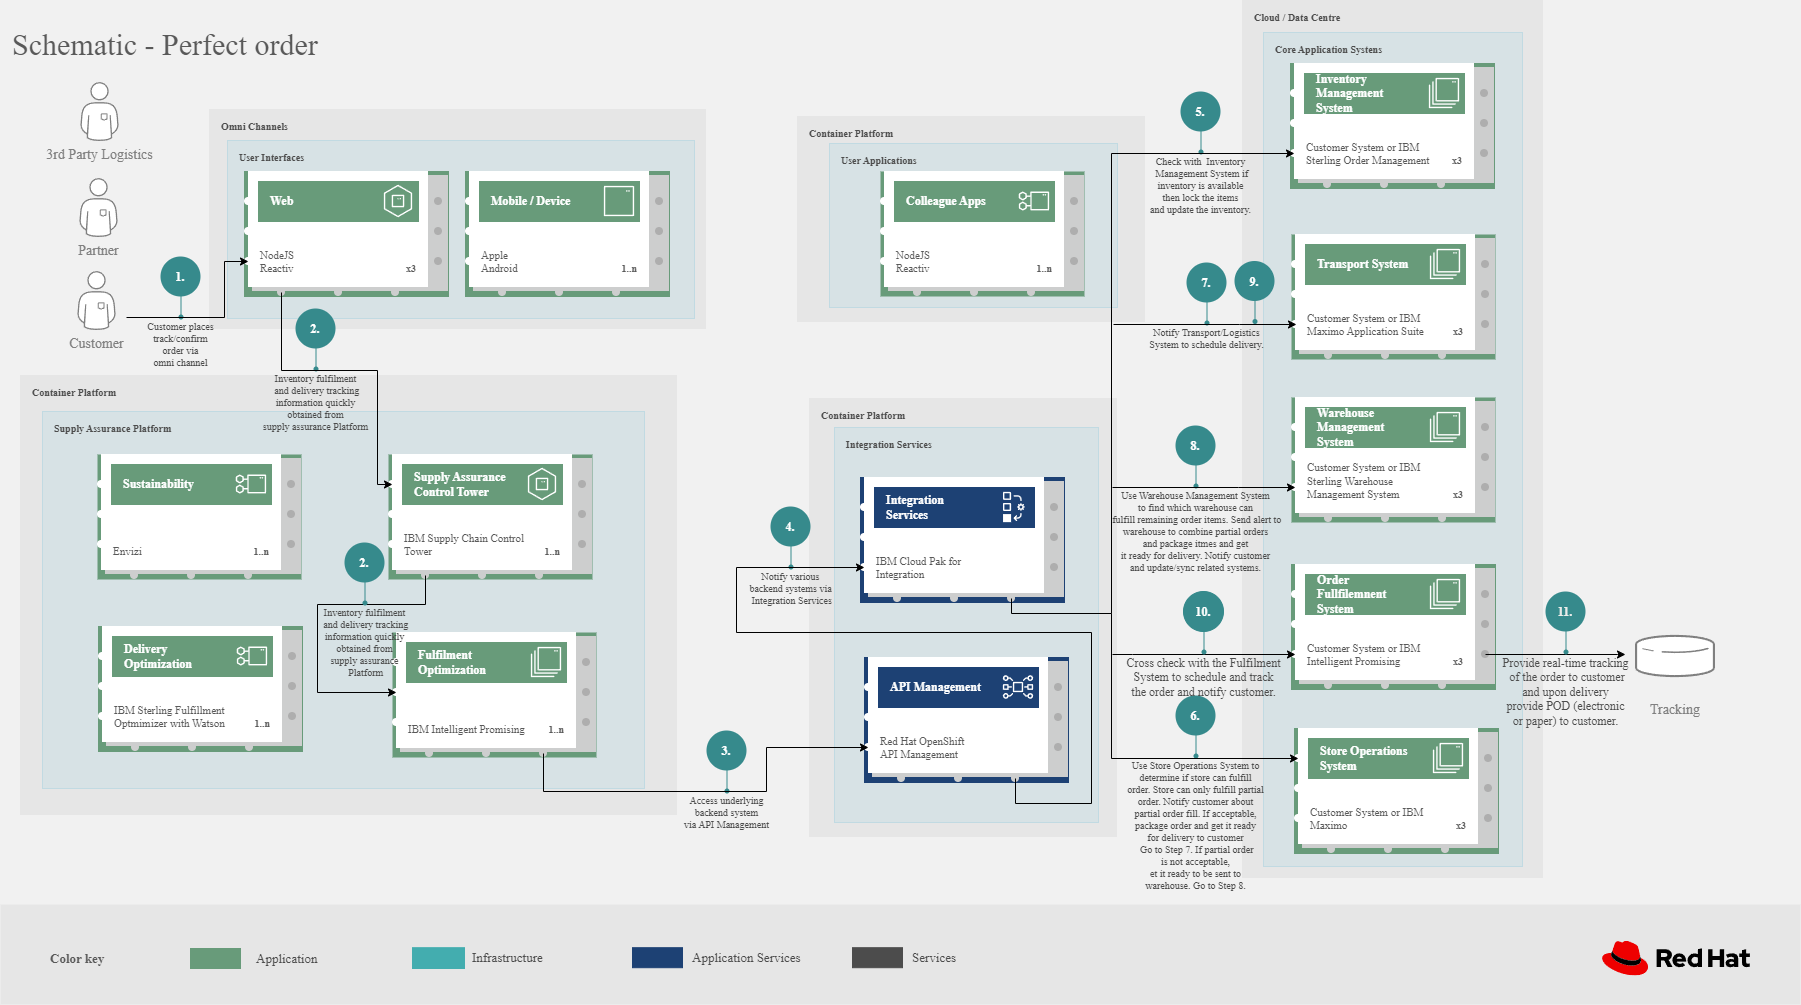 Schematic - Perfect order
3rd Party Logistics
Partner
Customer
1.
Customer places
track/confirm
order via
omni channel
Omni Channels
User Interfaces
Web
NodeJS
Reactiv
x3
Mobile / Device
Apple
Android
1..n
2.
Inventory fulfilment
and delivery tracking
information quickly
obtained from
supply assurance Platform
Container Platform
Supply Assurance Platform
Sustainability
Envizi
1..n
Supply Assurance
Control Tower
IBM Supply Chain Control
Tower
1..n
2.
Inventory fulfilment
and delivery tracking
information quickly
obtained from
supply assurance
Platform
Delivery
Optimization
IBM Sterling Fulfillment
Optmimizer with Watson
1..n
Fulfilment
Optimization
IBM Intelligent Promising
1..n
3.
Access underlying
backend system
via API Management
Container Platform
User Applications
Colleague Apps
NodeJS
Reactiv
1..n
Container Platform
Integration Services
4.
Notify various
backend systems via
Integration Services
Integration
Services
IBM Cloud Pak for
Integration
API Management
Red Hat OpenShift
API Management
5.
Check with Inventory
Management System if
inventory is available
then lock the items
and update the inventory.
7.
9.
Notify Transport/Logistics
System to schedule delivery.
8.
Use Warehouse Management System
to find which warehouse can
fulfill remaining order items. Send alert to
warehouse to combine partial orders
and package itmes and get
it ready for delivery. Notify customer
and update/sync related systems.
10.
Cross check with the Fulfilment
System to schedule and track
the order and notify customer.
6.
Use Store Operations System to
determine if store can fulfill
order. Store can only fulfill partial
order. Notify customer about
partial order fill. If acceptable,
package order and get it ready
for delivery to customer
Go to Step 7. If partial order
is not acceptable,
et it ready to be sent to
warehouse. Go to Step 8.
Cloud / Data Centre
Core Application Systens
Inventory
Management
System
Customer System or IBM
Sterling Order Management
x3
Transport System
Customer System or IBM
Maximo Application Suite
x3
Warehouse
Management
System
Customer System or IBM
Sterling Warehouse
Management System
x3
Order
Fullfilemnent
System
Customer System or IBM
Intelligent Promising
x3
Store Operations
System
Customer System or IBM
Maximo
x3
11.
Provide real-time tracking
of the order to customer
and upon delivery
provide POD (electronic
or paper) to customer.
Tracking
Color key
Application
Infrastructure
Application Services
Services
Red Hat